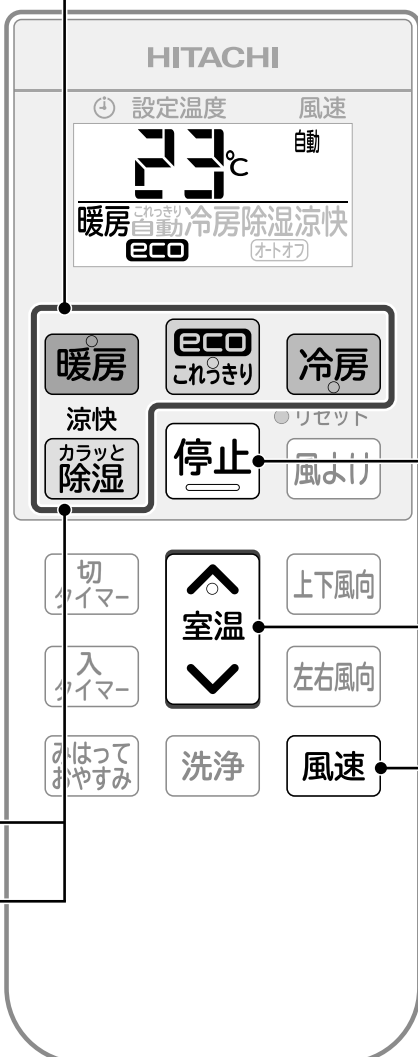 HITACHI
設定温度 風速
23℃ 自動
これっきり
暖房自動冷房除湿涼快
eco オートオフ
暖房 eco これっきり 冷房
涼快
カラッと
除湿
停止
リセット
風よけ
切
タイマー
室温
上下風向
入
タイマー
左右風向
みはって
おやすみ
洗浄
風速